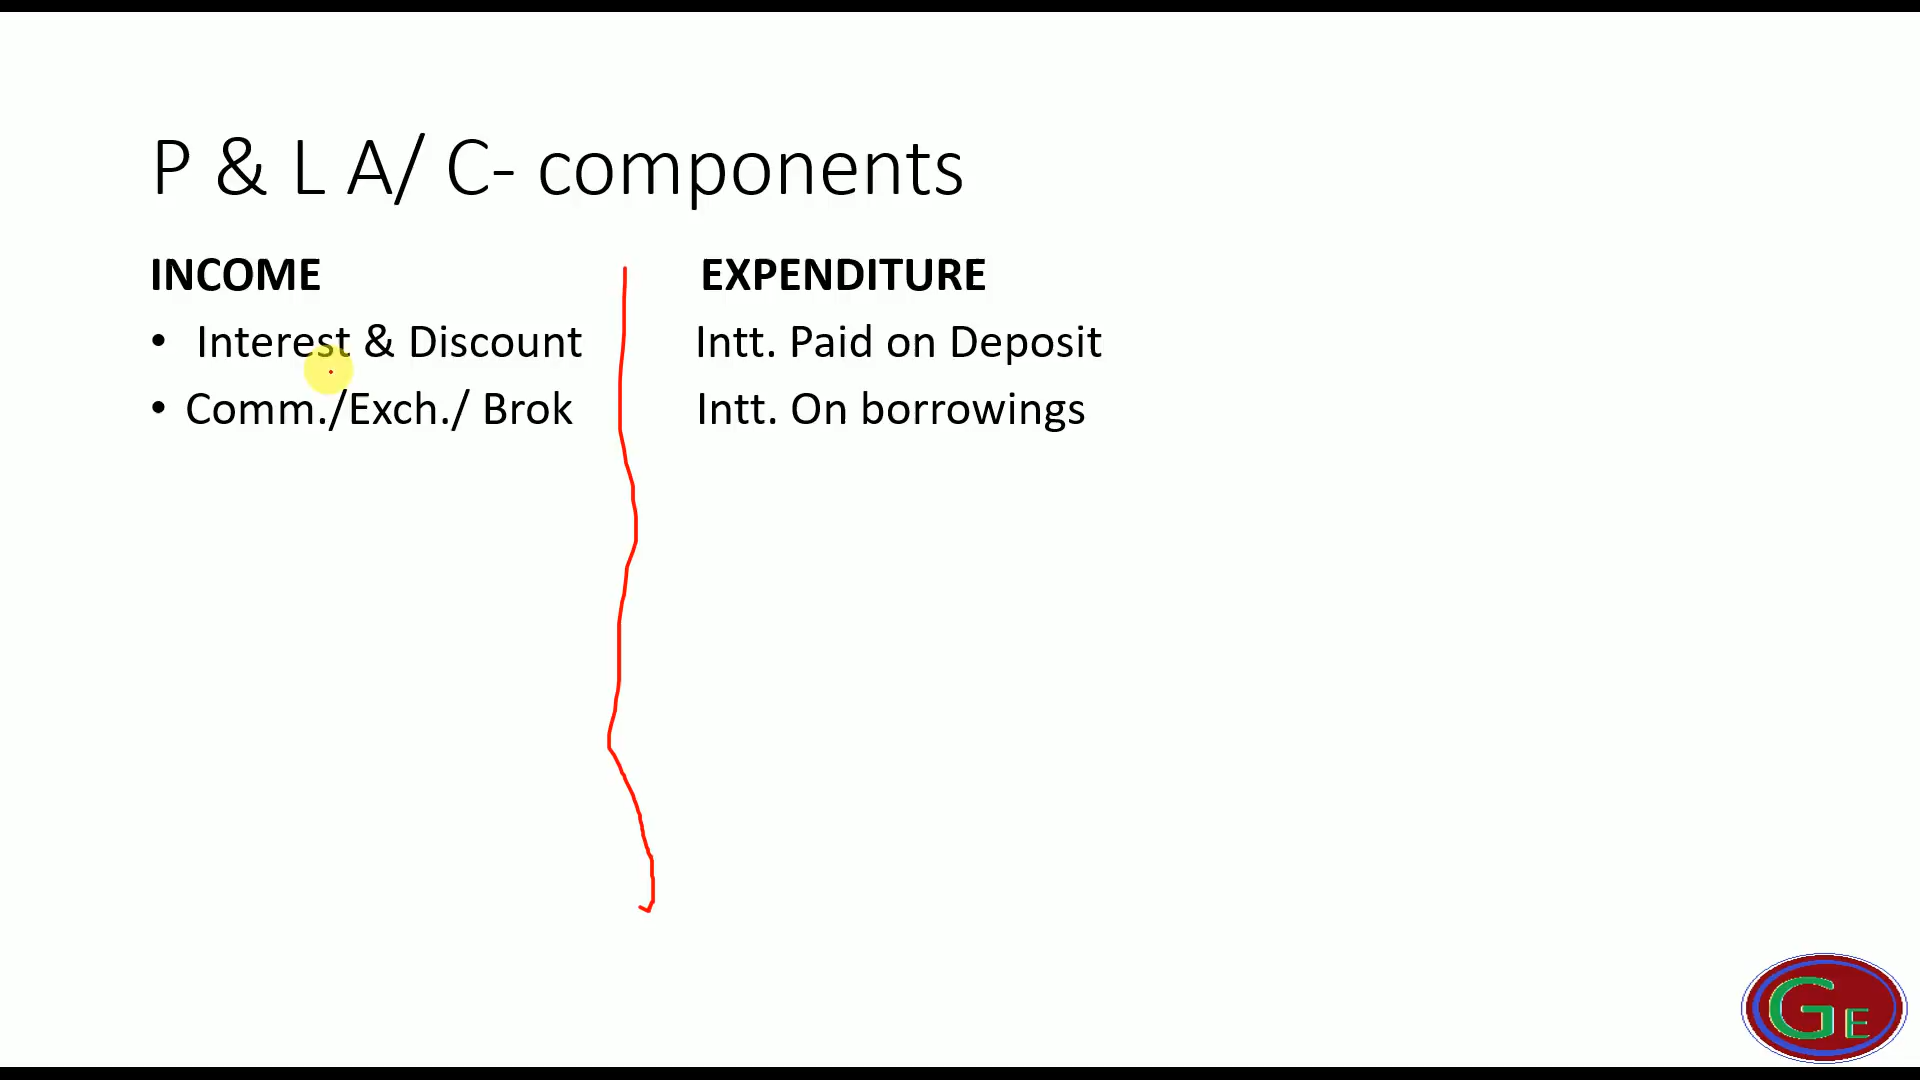 P & L A/ C- components
INCOME EXPENDITURE
• Interest & Discount Intt. Paid on Deposit
• Comm./Exch./ Brok Intt. On borrowings
GE